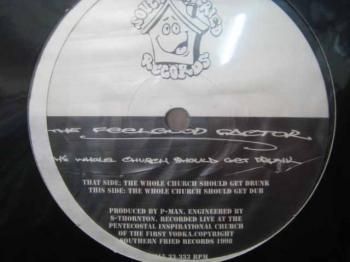 RECORDS
THE FEELGOOD FACTOR
WHOLE CHURCH SHOULD GET DRUNK
THAT SIDE: THE WHOLE CHURCH SHOULD GET DRUNK
THIS SIDE: THE WHOLE CHURCH SHOULD GET DUB
PRODUCED BY P-MAN, ENGINEERED BY
S-THORNTON, RECORDED LIVE AT THE
PENTECOSTAL INSPIRATIONAL CHURCH
OF THE FIRST VODKA.COPYRIGHT
SOUTHERN FRIED RECORDS 1998
RPM